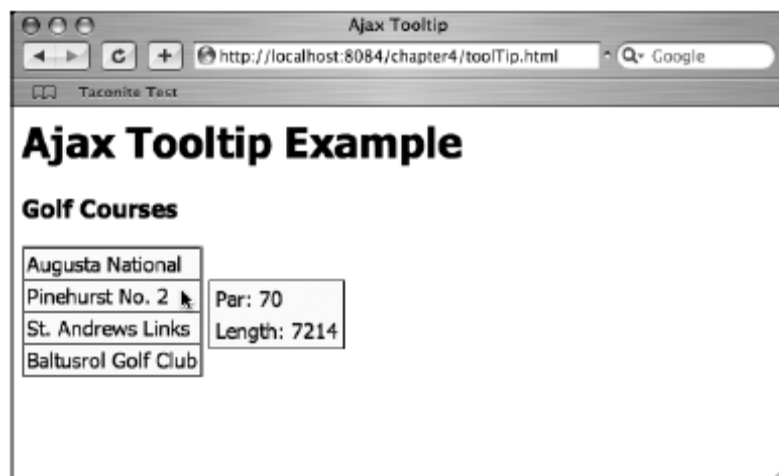 Ajax Tooltip
http://localhost:8084/chapter4/toolTip.html
Google
Taconite Test
Ajax Tooltip Example
Golf Courses
Augusta National
Pinehurst No. 2
Par: 70
Length: 7214
St. Andrews Links
Baltusrol Golf Club